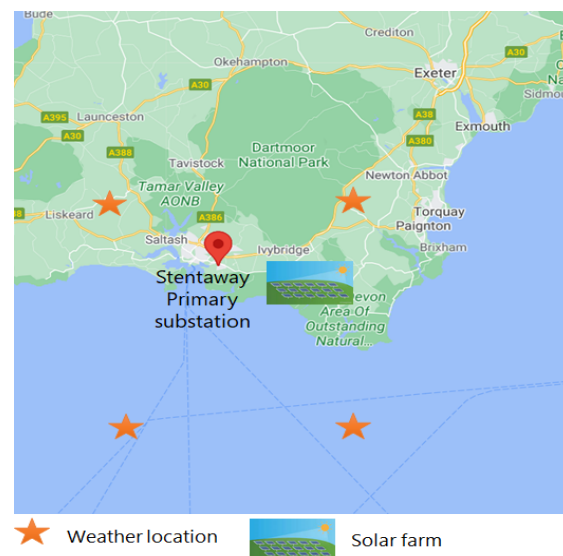 Bude
Crediton
Okehampton
Exeter
A30
Sidmo
A395
Launceston
A38
Exmouth
A30
A388
Dartmoor
National Park
A380
Tavistock
Newton Abbot
Tamar Valley
AONB
Liskeard
A386
Torquay
38
Paignton
Saltash
Ivybridge
Brixham
Stentaway
Primary
substation
evon
Area Of
Outstanding
Natural...
Weather location
Solar farm